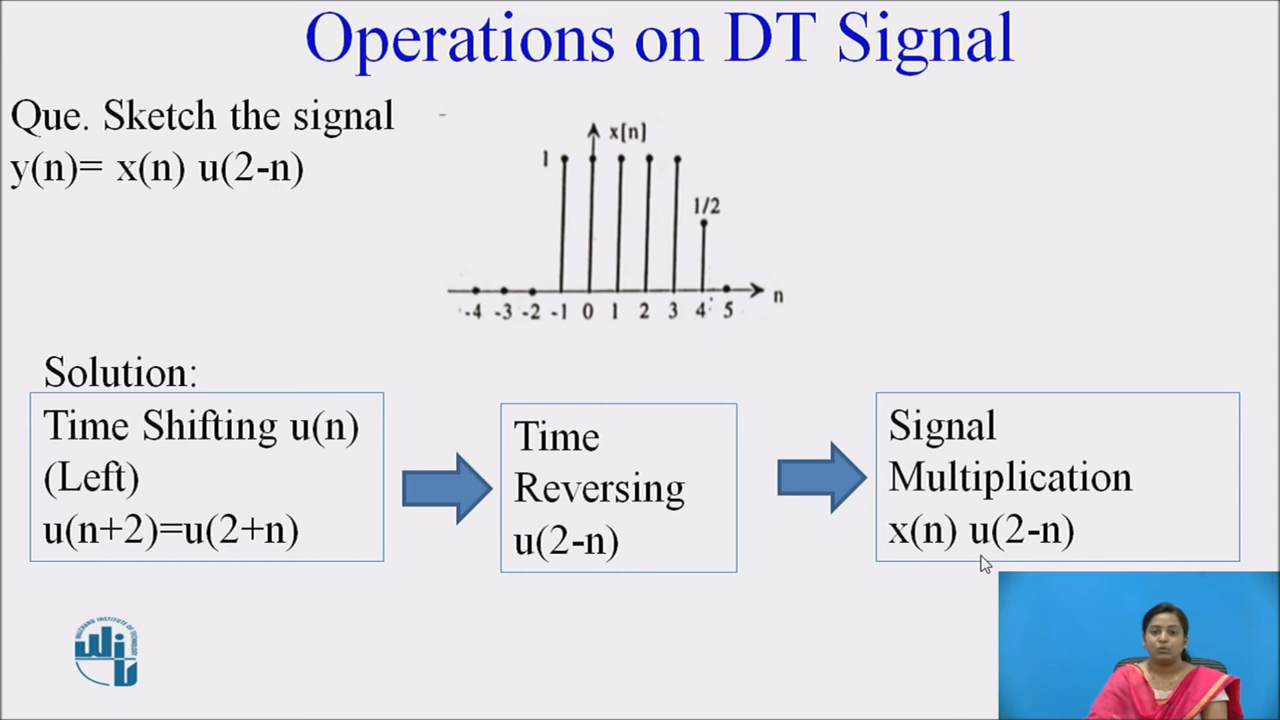 Operations on DT Signal
Que. Sketch the signal
y(n)= x(n) u(2-n)
x[n]
1
1/2
n
-4 -3 -2 -1 0 1 2 3 4 5
Solution:
Time Shifting u(n)
(Left)
u(n+2)=u(2+n)
Time
Reversing
u(2-n)
Signal
Multiplication
x(n) u(2-n)